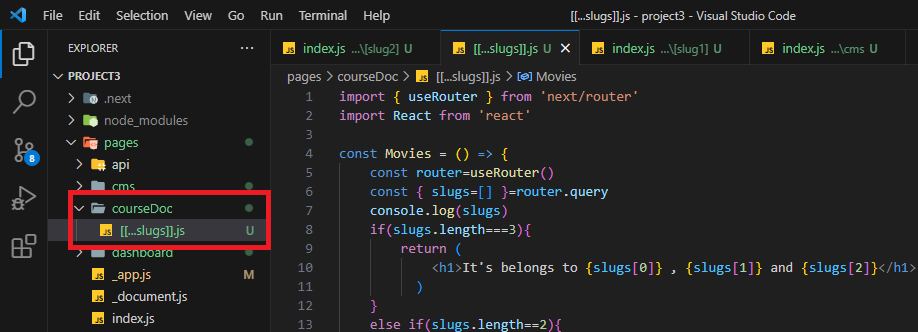 File Edit Selection View Go Run Terminal Help [[...slugs]].js - project3 - Visual Studio Code
EXPLORER ...
PROJECT3
.next
node_modules
pages
api
cms
courseDoc
JS [[...slugs]].js U
dashboard
JS _app.js M
JS _document.js
JS index.js
8
JS index.js ...\[slug2] U
JS [[...slugs]].js U
JS index.js ...\[slug1] U
JS index.js ...\cms
pages > courseDoc > JS [[...slugs]].js > Movies
1 import { useRouter } from 'next/router'
2 import React from 'react'
3
4 const Movies = () => {
5 const router=useRouter()
6 const { slugs=[] }=router.query
7 console.log(slugs)
8 if(slugs.length===3){
9 return (
10 <h1>It's belongs to {slugs[0]} , {slugs[1]} and {slugs[2]}</h1>
11 )
12 }
13 else if(slugs.length==2){